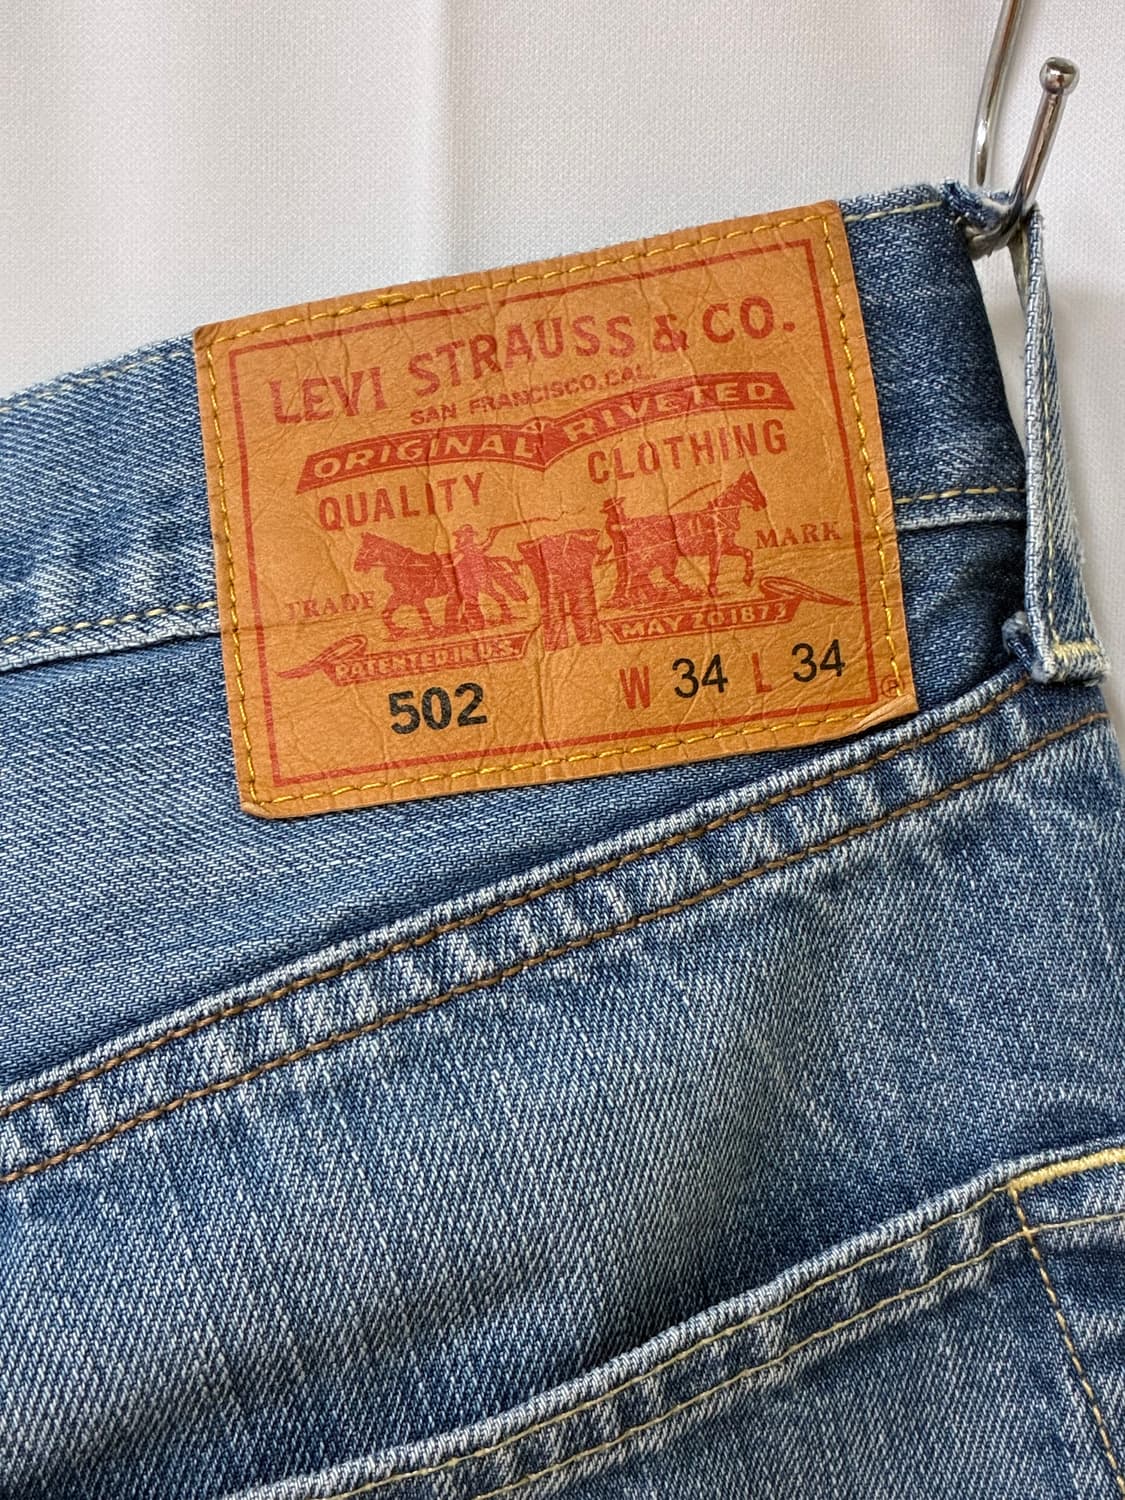 LEVI STRAUSS & CO.
SAN FRANCISCO, CAL.
ORIGINAL RIVETED
QUALITY CLOTHING
TRADE MARK
PATENTED IN U.S. MAY 20 1873
502 W 34 L 34
®